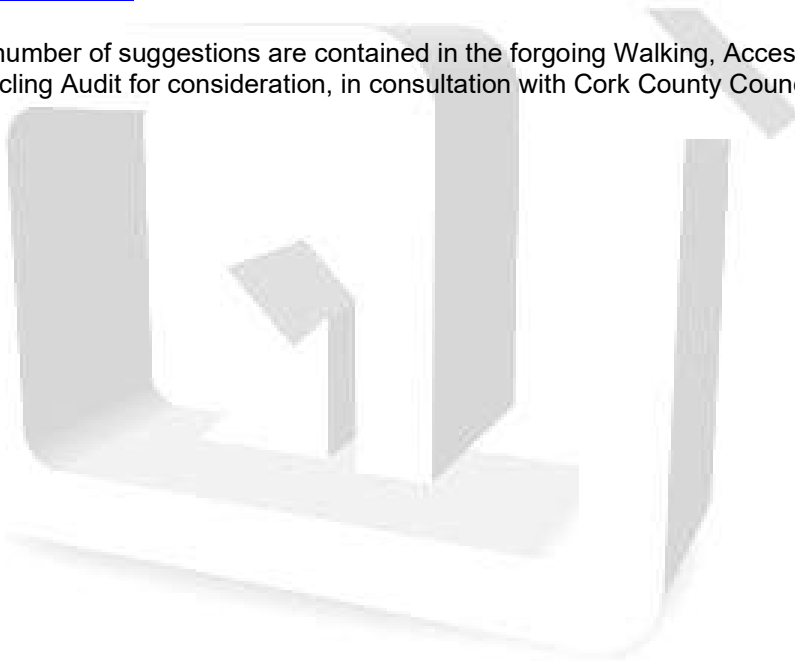 number of suggestions are contained in the forgoing Walking, Acces
cling Audit for consideration, in consultation with Cork County Coun